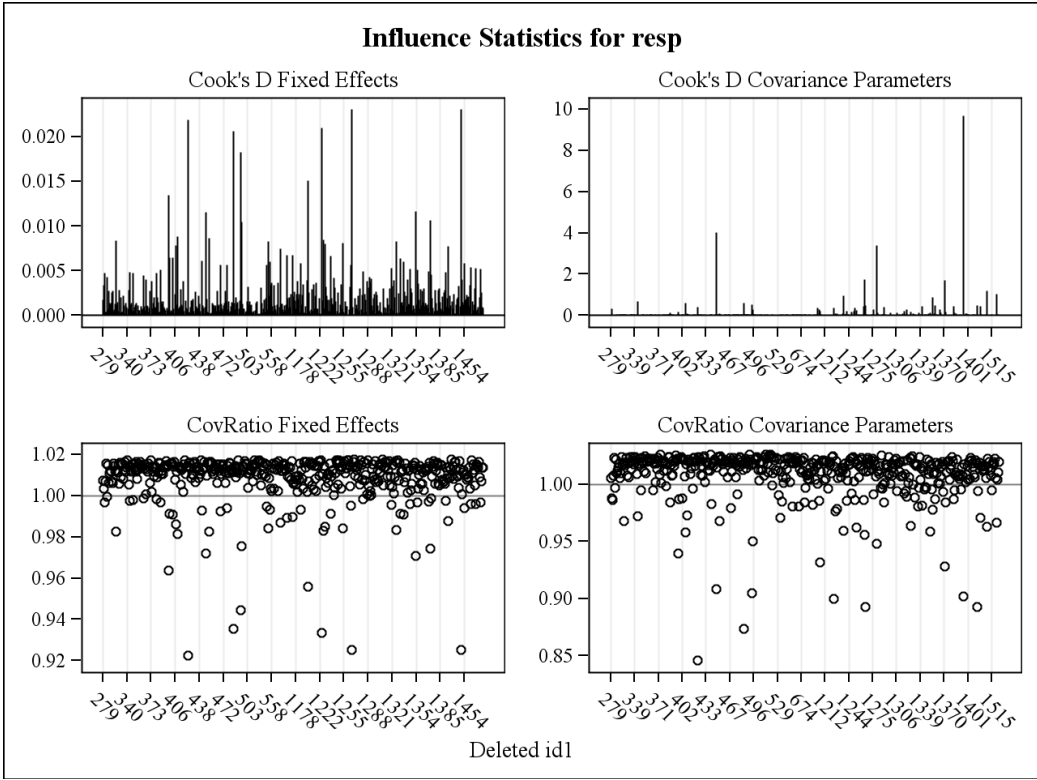 Influence Statistics for resp
Cook's D Fixed Effects
0.020
0.015
0.010
0.005
0.000
279 340 373 406 438 472 503 558 1178 1222 1255 1288 1321 1354 1385 1454
Cook's D Covariance Parameters
10
8
6
4
2
0
279 339 371 402 433 467 496 529 674 1212 1244 1275 1306 1339 1370 1401 1515
CovRatio Fixed Effects
1.02
1.00
0.98
0.96
0.94
0.92
279 340 373 406 438 472 503 558 1178 1222 1255 1288 1321 1354 1385 1454
CovRatio Covariance Parameters
1.00
0.95
0.90
0.85
279 339 371 402 433 467 496 529 674 1212 1244 1275 1306 1339 1370 1401 1515
Deleted id1